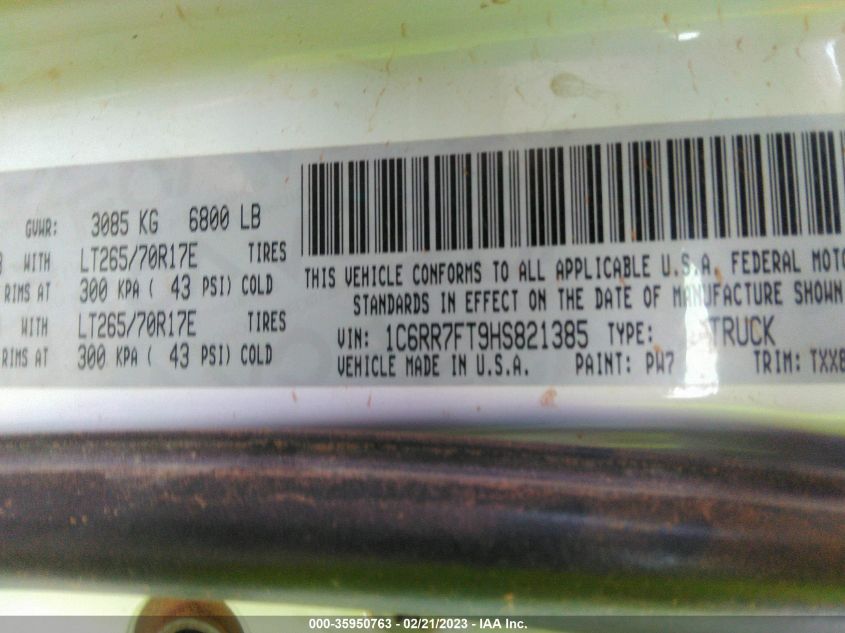 GVWR: 3085 KG 6800 LB
WITH LT265/70R17E TIRES
RIMS AT 300 KPA ( 43 PSI) COLD
WITH LT265/70R17E TIRES
RIMS AT 300 KPA ( 43 PSI) COLD
THIS VEHICLE CONFORMS TO ALL APPLICABLE U.S.A. FEDERAL MOTO
STANDARDS IN EFFECT ON THE DATE OF MANUFACTURE SHOWN
VIN: 1C6RR7FT9HS821385 TYPE: TRUCK
VEHICLE MADE IN U.S.A. PAINT: PW7 TRIM: TXX8
000-35950763 - 02/21/2023 - IAA Inc.